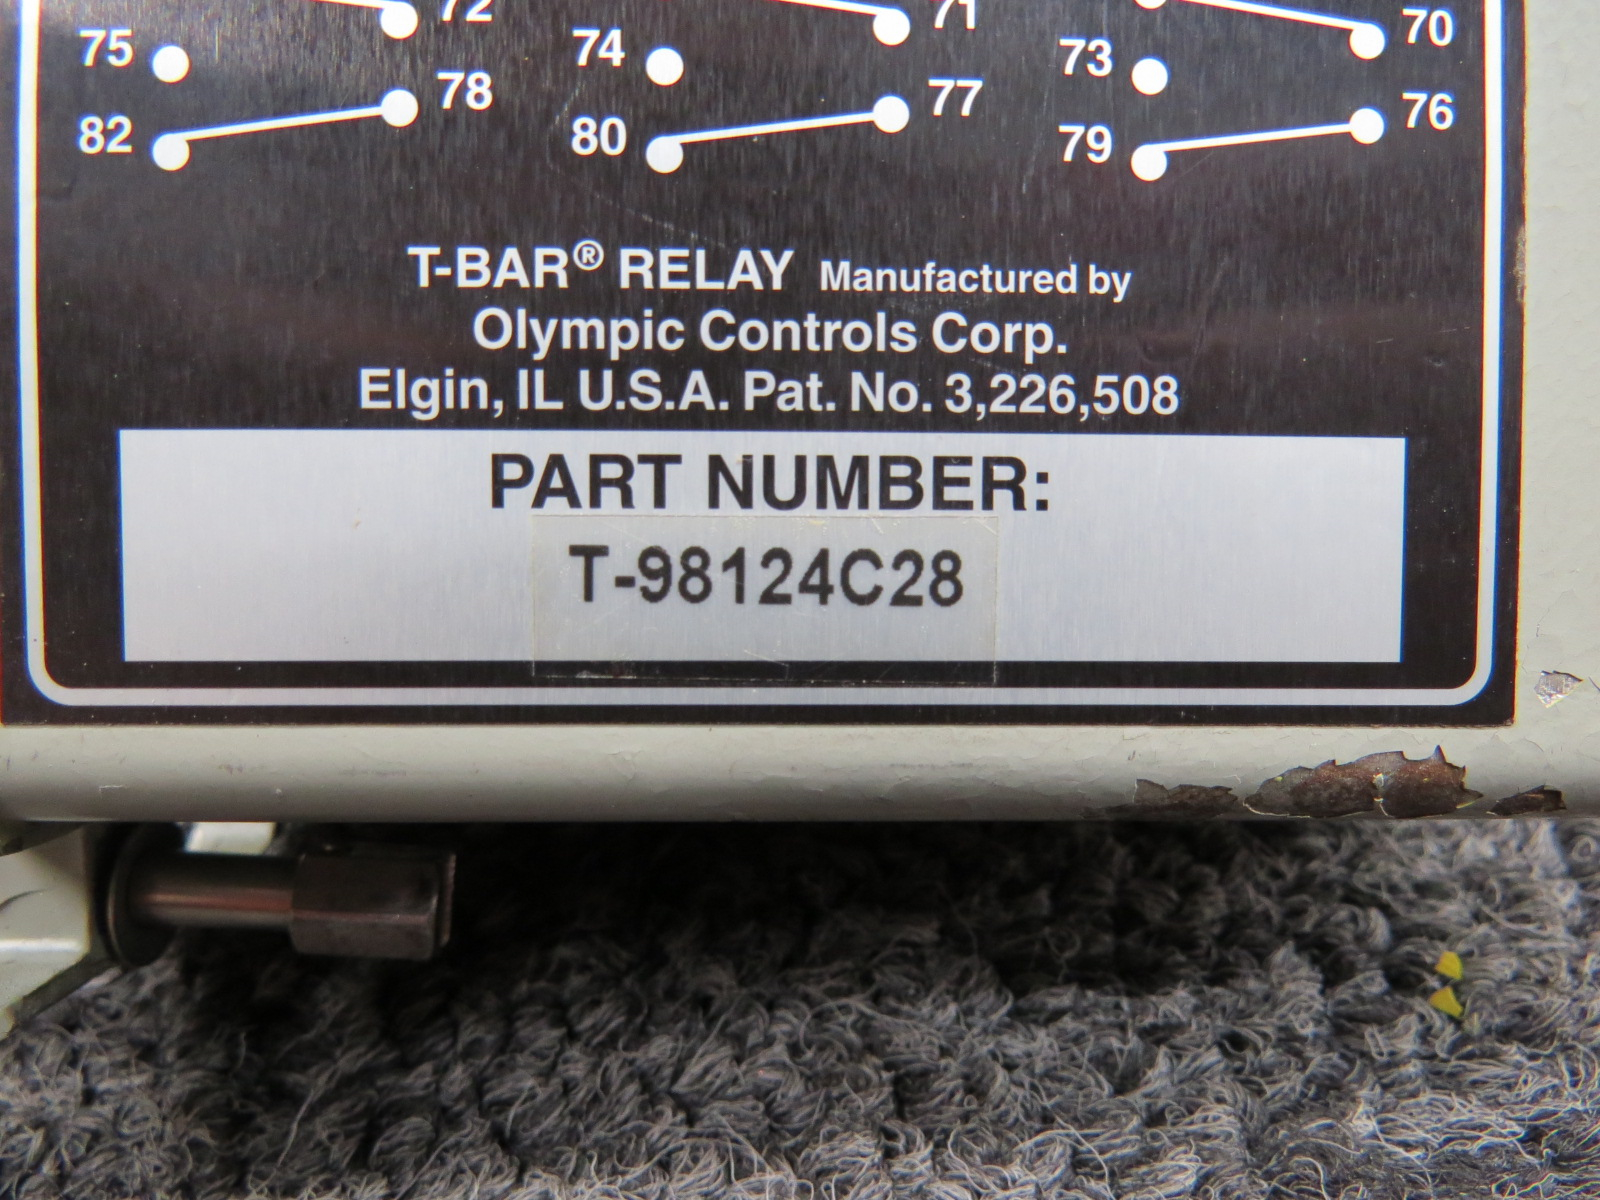 72 71 70
75 74 73
78 77 76
82 80 79
T-BAR® RELAY Manufactured by
Olympic Controls Corp.
Elgin, IL U.S.A. Pat. No. 3,226,508
PART NUMBER:
T-98124C28